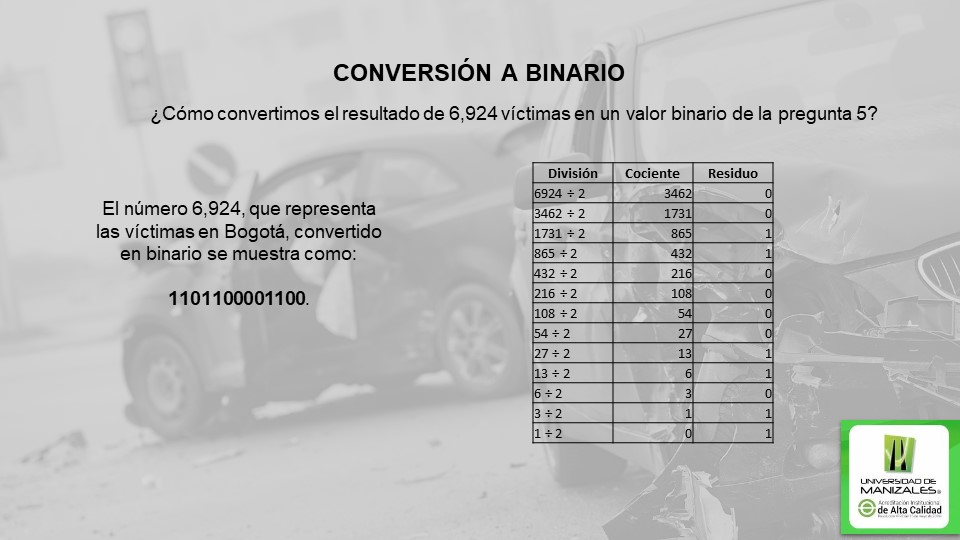 CONVERSIÓN A BINARIO
¿Cómo convertimos el resultado de 6,924 víctimas en un valor binario de la pregunta 5?
El número 6,924, que representa
las víctimas en Bogotá, convertido
en binario se muestra como:
1101100001100.
División Cociente Residuo
6924 ÷ 2 3462 0
3462 ÷ 2 1731 0
1731 ÷ 2 865 1
865 ÷ 2 432 1
432 ÷ 2 216 0
216 ÷ 2 108 0
108 ÷ 2 54 0
54 ÷ 2 27 0
27 ÷ 2 13 1
13 ÷ 2 6 1
6 ÷ 2 3 0
3 ÷ 2 1 1
1 ÷ 2 0 1
UNIVERSIDAD DE
MANIZALES®
Acreditación Institucional
de Alta Calidad